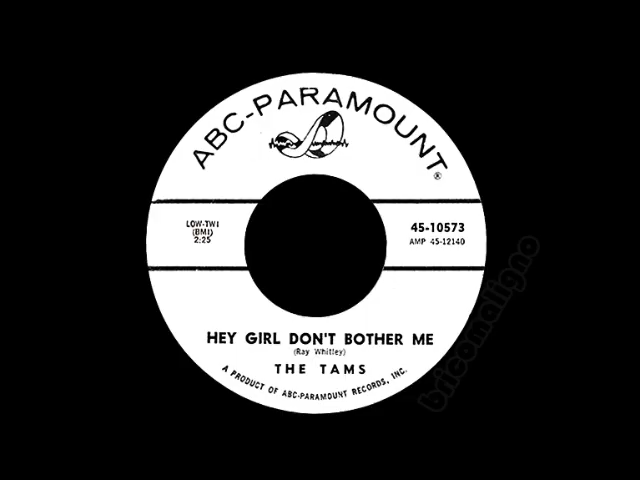 ABC-PARAMOUNT
®
LOW-TWI
(BMI)
2:25
45-10573
AMP 45-12140
HEY GIRL DON'T BOTHER ME
(Ray Whitley)
THE TAMS
A PRODUCT OF ABC-PARAMOUNT RECORDS, INC.
bricomaligno